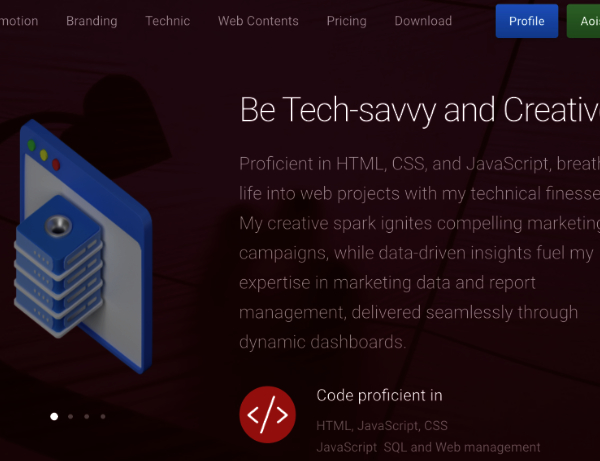 motion Branding Technic Web Contents Pricing Download Profile Aois
Be Tech-savvy and Creative
Proficient in HTML, CSS, and JavaScript, breath
life into web projects with my technical finesse
My creative spark ignites compelling marketing
campaigns, while data-driven insights fuel my
expertise in marketing data and report
management, delivered seamlessly through
dynamic dashboards.
</> Code proficient in
HTML, JavaScript, CSS
JavaScript SQL and Web management